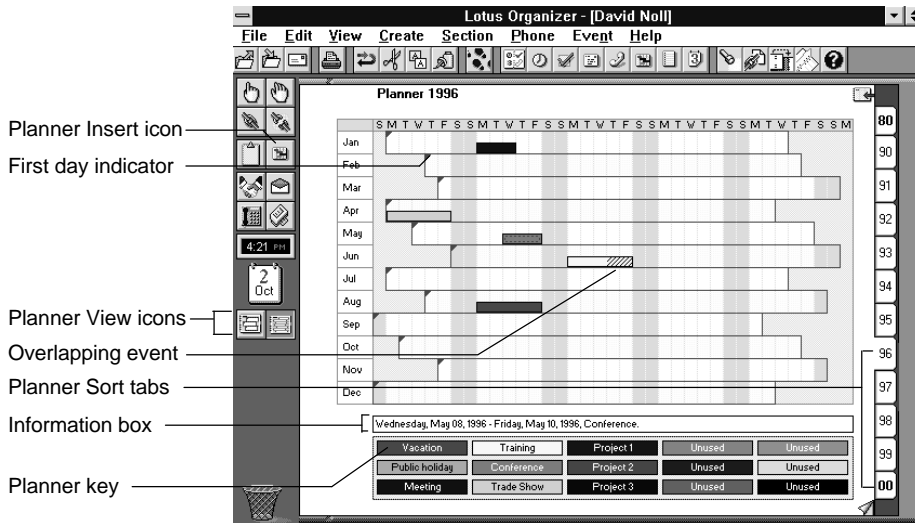 Lotus Organizer - [David Noll]
File Edit View Create Section Phone Event Help
Planner 1996
S M T W T F S S M T W T F S S M T W T F S S M T W T F S S M T W T F S S M
Jan
Feb
Mar
Apr
May
Jun
Jul
Aug
Sep
Oct
Nov
Dec
80
90
91
92
93
94
95
96
97
98
99
00
4:21 PM
2
Oct
3
Planner Insert icon
First day indicator
Planner View icons
Overlapping event
Planner Sort tabs
Information box
Planner key
Wednesday, May 08, 1996 - Friday, May 10, 1996, Conference.
Vacation Training Project 1 Unused Unused
Public holiday Conference Project 2 Unused Unused
Meeting Trade Show Project 3 Unused Unused